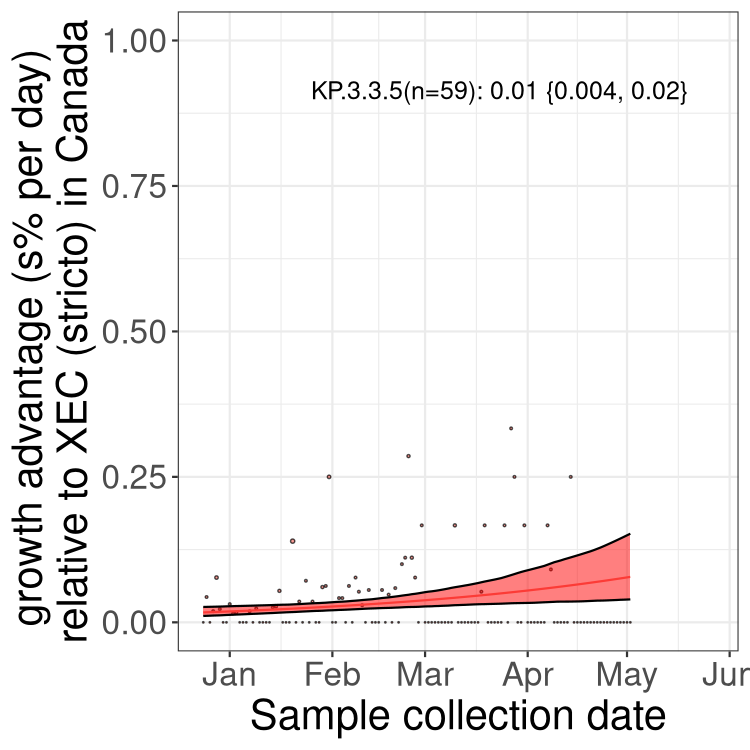 growth advantage (s% per day)
relative to XEC (stricto) in Canada
1.00
0.75
0.50
0.25
0.00
KP.3.3.5(n=59): 0.01 {0.004, 0.02}
Jan Feb Mar Apr May Jun
Sample collection date